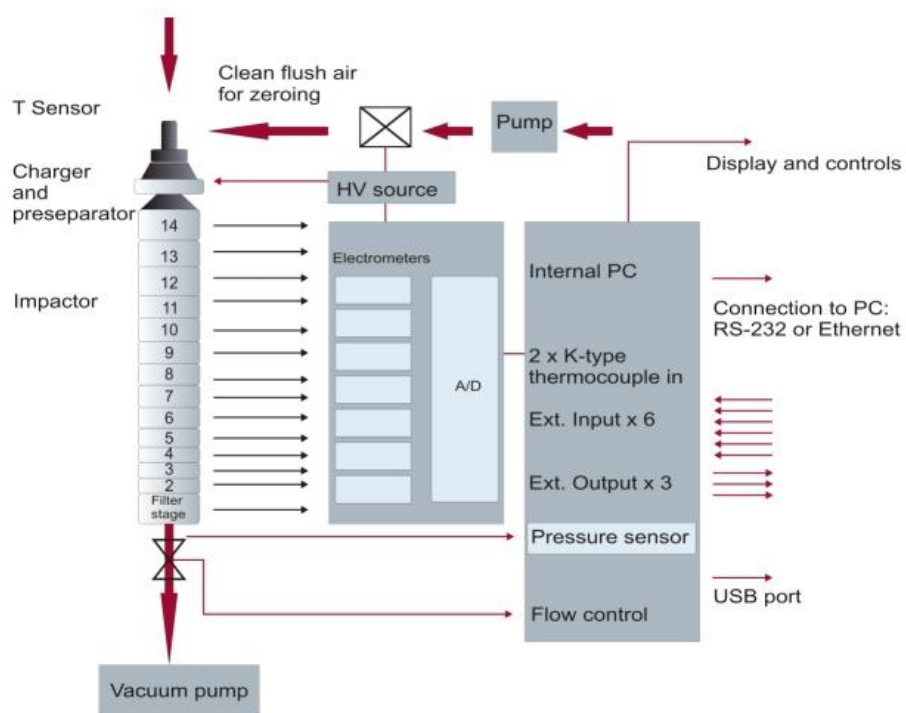 Clean flush air
for zeroing
T Sensor
Pump
Display and controls
Charger
and
preseparator
HV source
14
Electrometers
13
Internal PC
12
Impactor
11
Connection to PC:
RS-232 or Ethernet
10
9
2 x K-type
thermocouple in
8
A/D
7
6
Ext. Input x 6
5
4
3
2
Ext. Output x 3
Filter
stage
Pressure sensor
USB port
Flow control
Vacuum pump